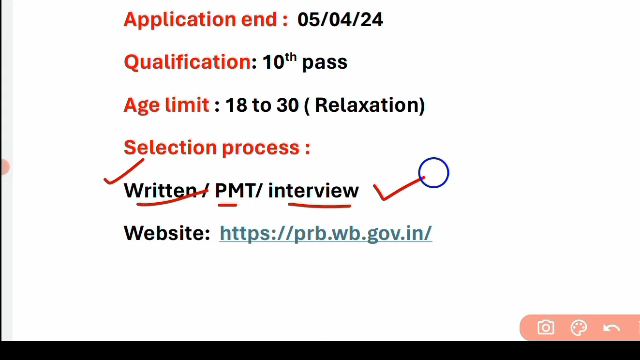 Application end : 05/04/24
Qualification: 10th pass
Age limit : 18 to 30 ( Relaxation)
Selection process :
Written / PMT/ interview
Website: https://prb.wb.gov.in/